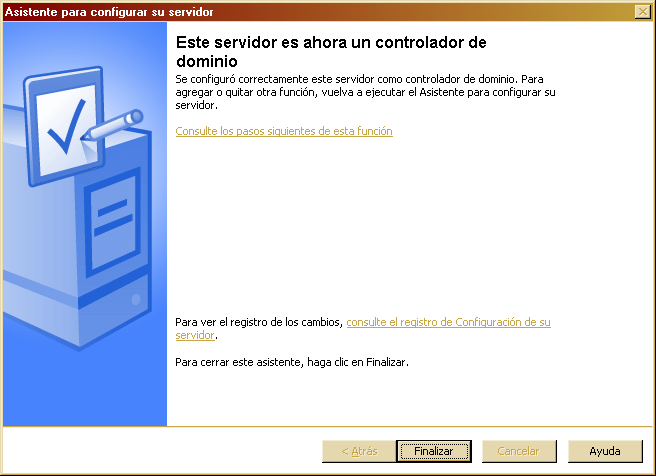 Asistente para configurar su servidor
Este servidor es ahora un controlador de
dominio
Se configuró correctamente este servidor como controlador de dominio. Para
agregar o quitar otra función, vuelva a ejecutar el Asistente para configurar su
servidor.
Consulte los pasos siguientes de esta función
Para ver el registro de los cambios, consulte el registro de Configuración de su
servidor.
Para cerrar este asistente, haga clic en Finalizar.
< Atrás Finalizar Cancelar Ayuda